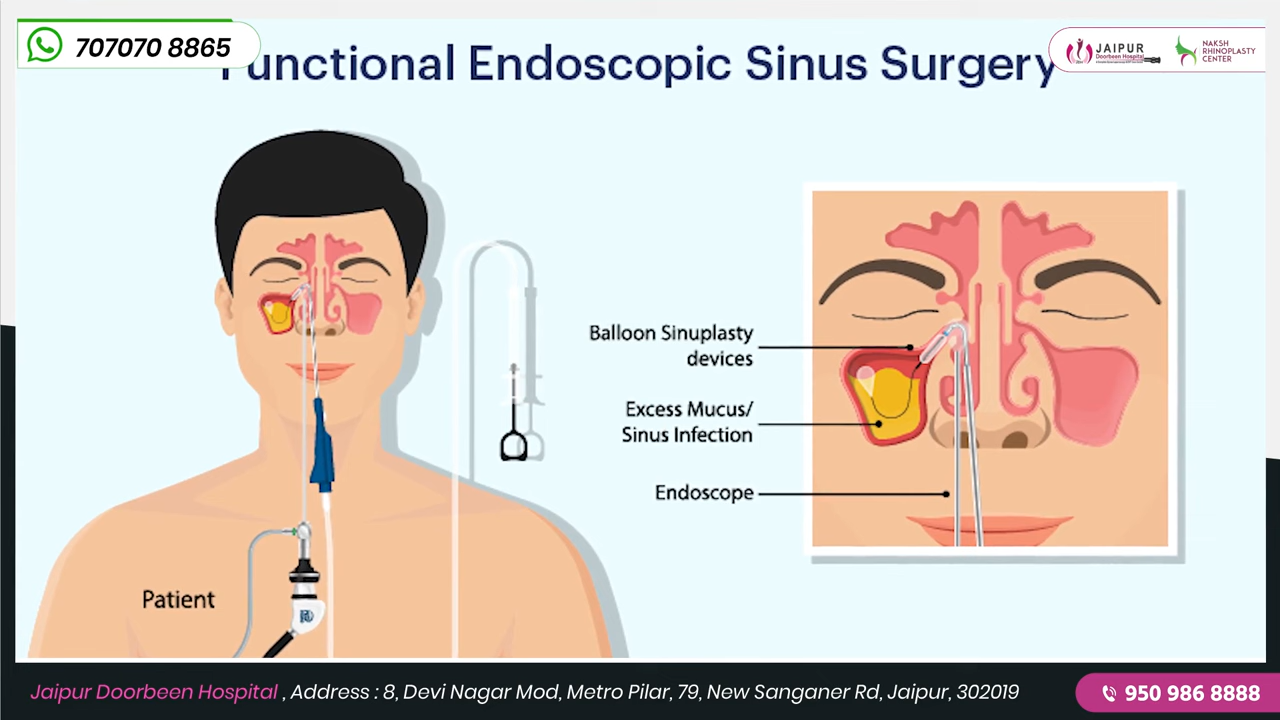 707070 8865
Functional Endoscopic Sinus Surgery
JAIPUR
Doorbeen Hospital
NAKSH
RHINOPLASTY
CENTER
Balloon Sinuplasty
devices
Excess Mucus/
Sinus Infection
Endoscope
Patient
Jaipur Doorbeen Hospital , Address : 8, Devi Nagar Mod, Metro Pilar, 79, New Sanganer Rd, Jaipur, 302019
950 986 8888